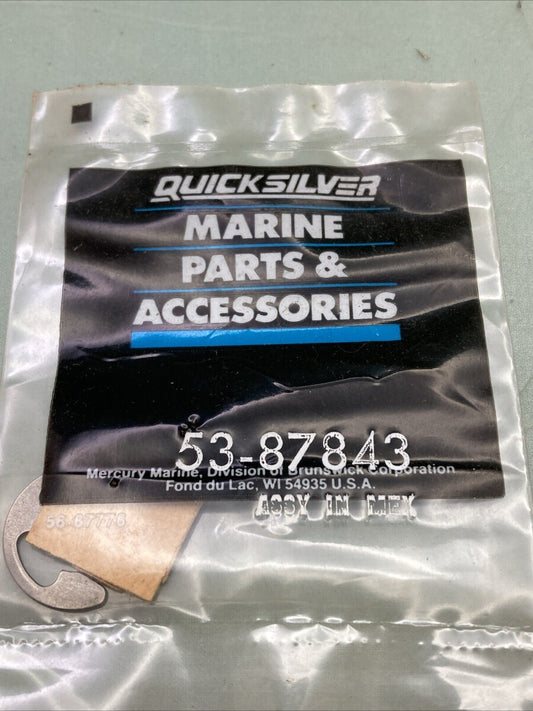 QUICKSILVER
MARINE
PARTS &
ACCESSORIES
53-87843
Mercury Marine, Division of Brunswick Corporation
Fond du Lac, WI 54935 U.S.A.
ASSY IN MEX